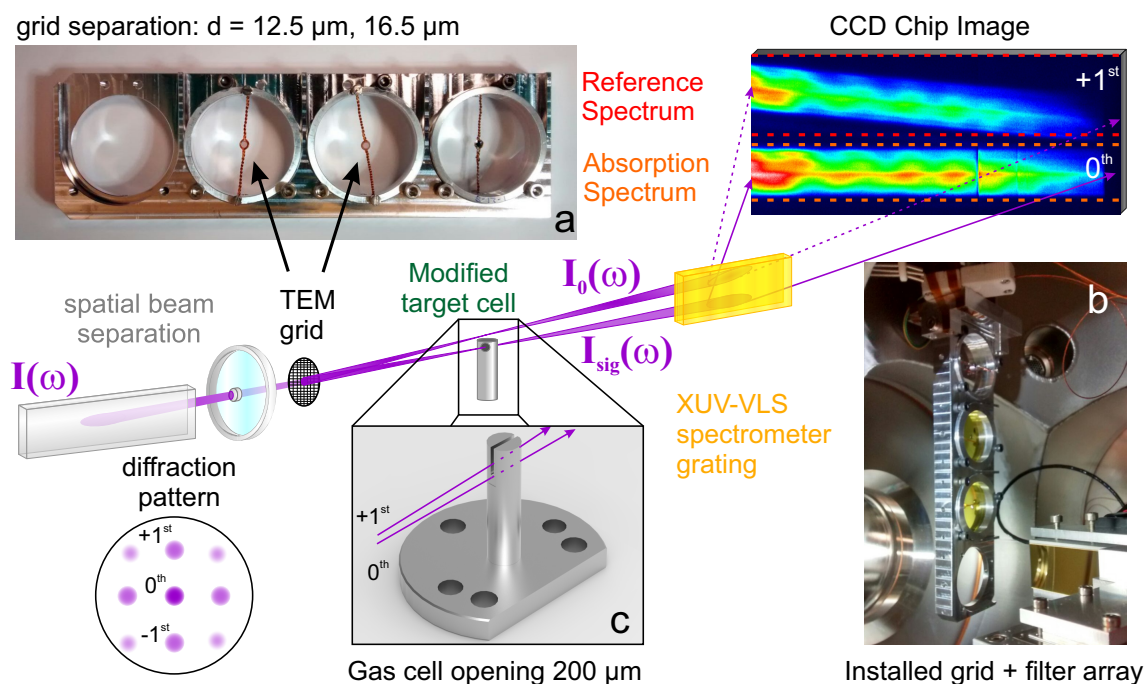 grid separation: d = 12.5 µm, 16.5 µm
CCD Chip Image
Reference
Spectrum
+1st
Absorption
Spectrum
0th
a
spatial beam
separation
TEM
grid
Modified
target cell
I0(ω)
Isig(ω)
I(ω)
b
XUV-VLS
spectrometer
grating
diffraction
pattern
+1st
0th
-1st
+1st
0th
c
Gas cell opening 200 µm
Installed grid + filter array